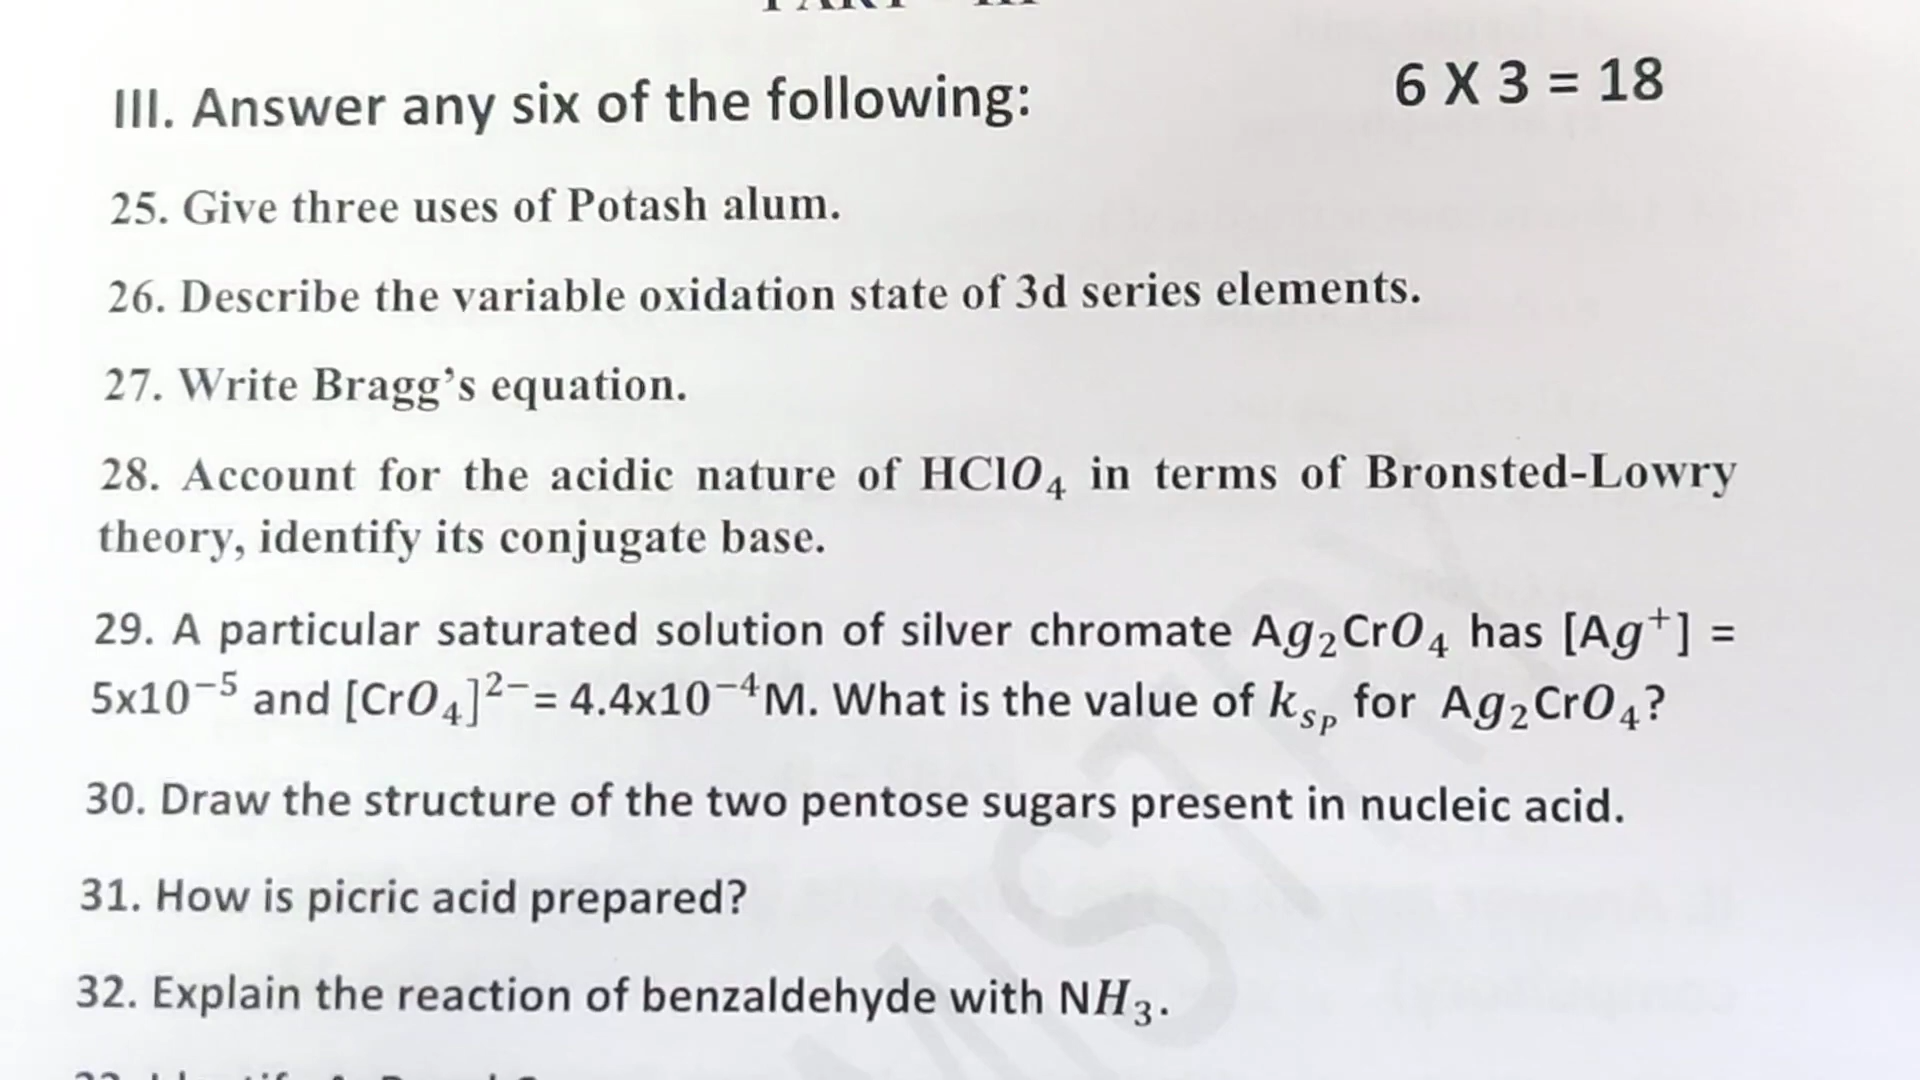 PART - III
III. Answer any six of the following:
6 X 3 = 18
25. Give three uses of Potash alum.
26. Describe the variable oxidation state of 3d series elements.
27. Write Bragg’s equation.
28. Account for the acidic nature of HClO₄ in terms of Bronsted-Lowry
theory, identify its conjugate base.
29. A particular saturated solution of silver chromate Ag₂CrO₄ has [Ag⁺] =
5x10⁻⁵ and [CrO₄]²⁻= 4.4x10⁻⁴M. What is the value of kₛₚ for Ag₂CrO₄?
30. Draw the structure of the two pentose sugars present in nucleic acid.
31. How is picric acid prepared?
32. Explain the reaction of benzaldehyde with NH₃.